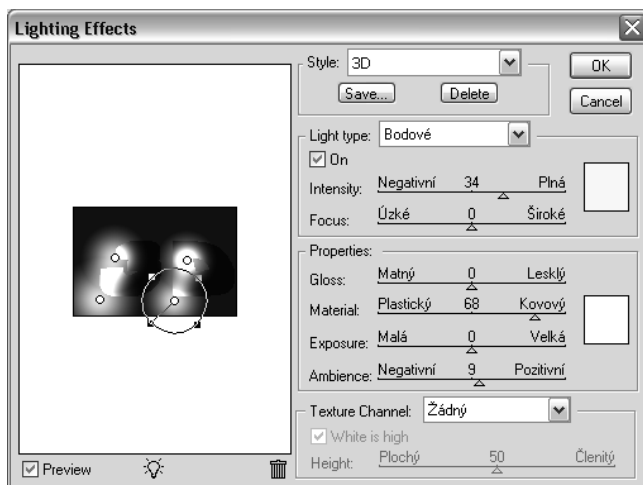 Lighting Effects
Style: 3D
Save... Delete
OK
Cancel
Light type: Bodové
On
Intensity: Negativní 34 Plná
Focus: Úzké 0 Široké
Properties:
Gloss: Matný 0 Lesklý
Material: Plastický 68 Kovový
Exposure: Malá 0 Velká
Ambience: Negativní 9 Pozitivní
Texture Channel: Žádný
White is high
Height: Plochý 50 Členitý
Preview